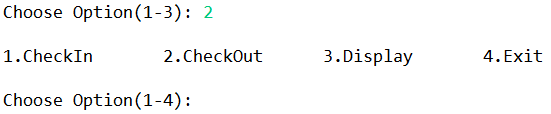 Choose Option(1-3): 2
1.CheckIn 2.CheckOut 3.Display 4.Exit
Choose Option(1-4):